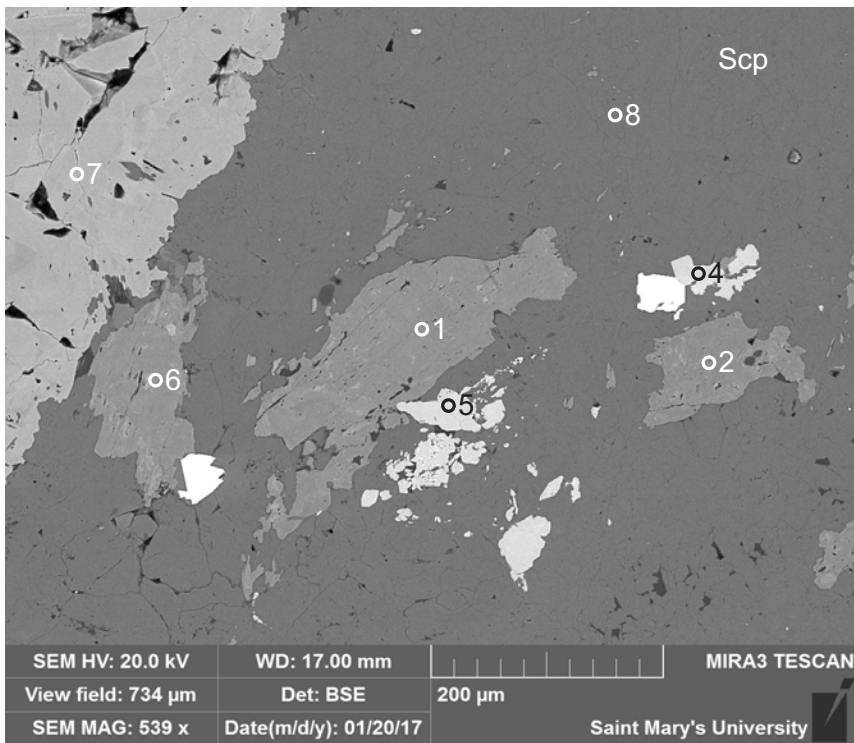 Scp
8
7
4
1
2
6
5
SEM HV: 20.0 kV
WD: 17.00 mm
MIRA3 TESCAN
View field: 734 µm
Det: BSE
200 µm
SEM MAG: 539 x
Date(m/d/y): 01/20/17
Saint Mary's University